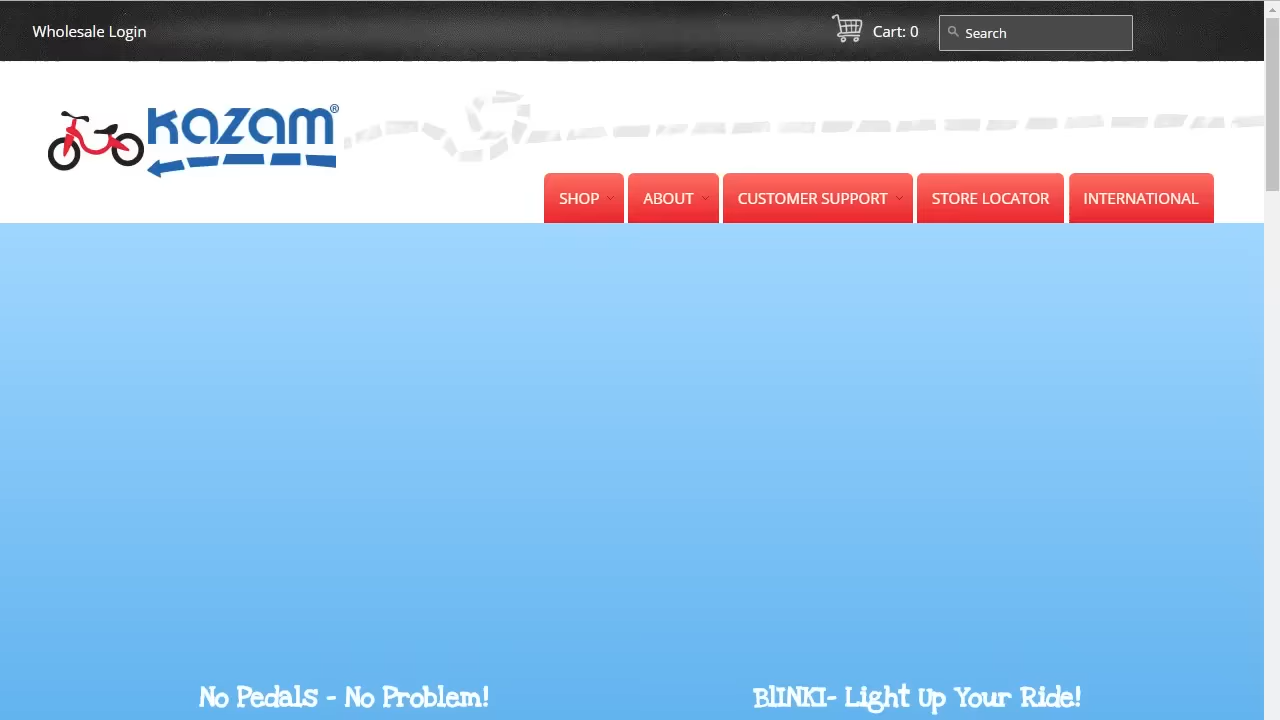 Wholesale Login
Cart: 0
Search
kazam®
SHOP
ABOUT
CUSTOMER SUPPORT
STORE LOCATOR
INTERNATIONAL
No Pedals - No Problem!
BlINKI- Light Up Your Ride!